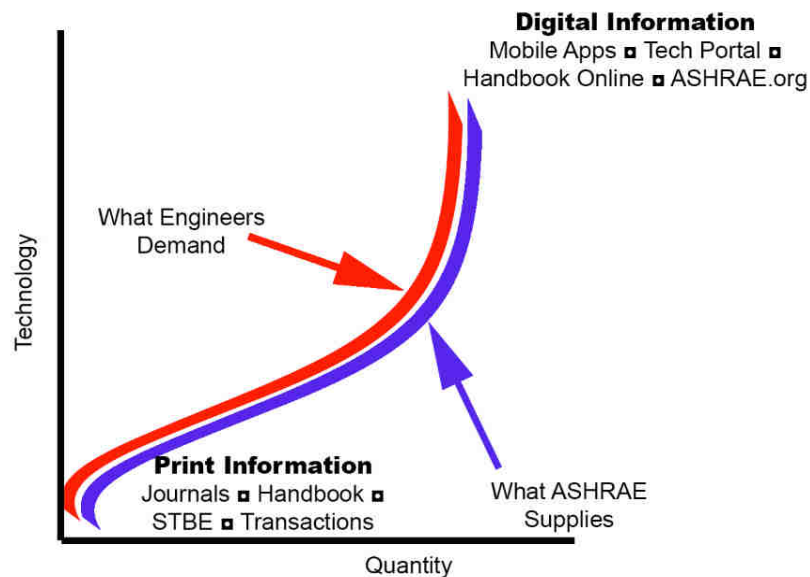 Digital Information
Mobile Apps ◘ Tech Portal ◘
Handbook Online ◘ ASHRAE.org
What Engineers
Demand
Technology
Print Information
Journals ◘ Handbook ◘
STBE ◘ Transactions
What ASHRAE
Supplies
Quantity